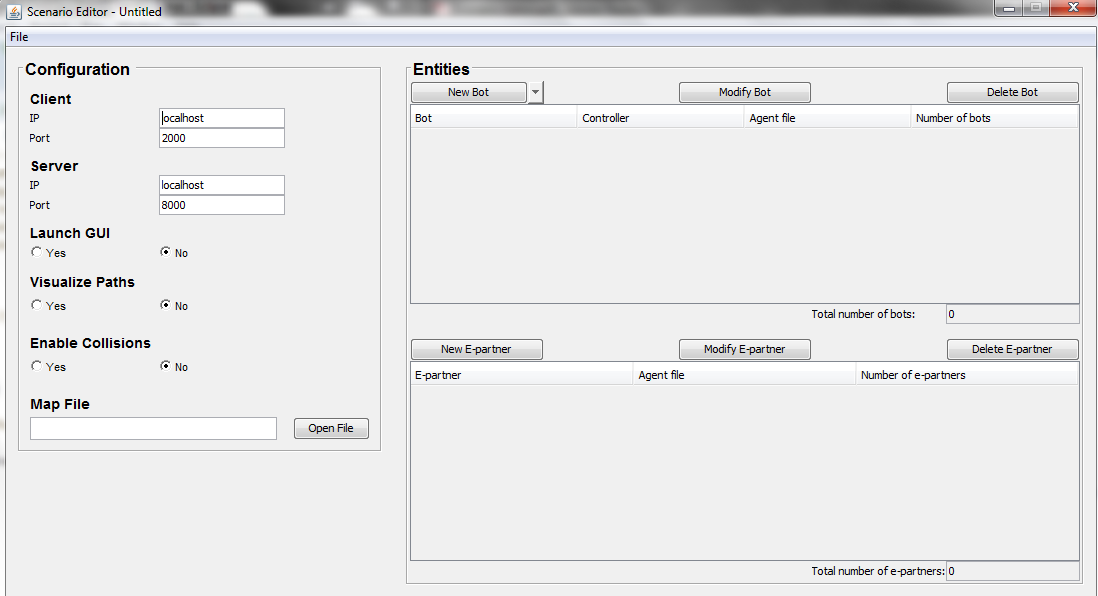 Scenario Editor - Untitled
File
Configuration
Client
IP localhost
Port 2000
Server
IP localhost
Port 8000
Launch GUI
Yes No
Visualize Paths
Yes No
Enable Collisions
Yes No
Map File
Open File
Entities
New Bot Modify Bot Delete Bot
Bot Controller Agent file Number of bots
Total number of bots: 0
New E-partner Modify E-partner Delete E-partner
E-partner Agent file Number of e-partners
Total number of e-partners: 0